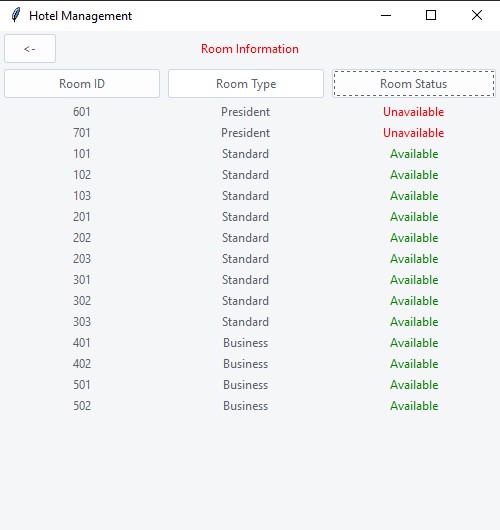 Hotel Management
<- Room Information
Room ID Room Type Room Status
601 President Unavailable
701 President Unavailable
101 Standard Available
102 Standard Available
103 Standard Available
201 Standard Available
202 Standard Available
203 Standard Available
301 Standard Available
302 Standard Available
303 Standard Available
401 Business Available
402 Business Available
501 Business Available
502 Business Available